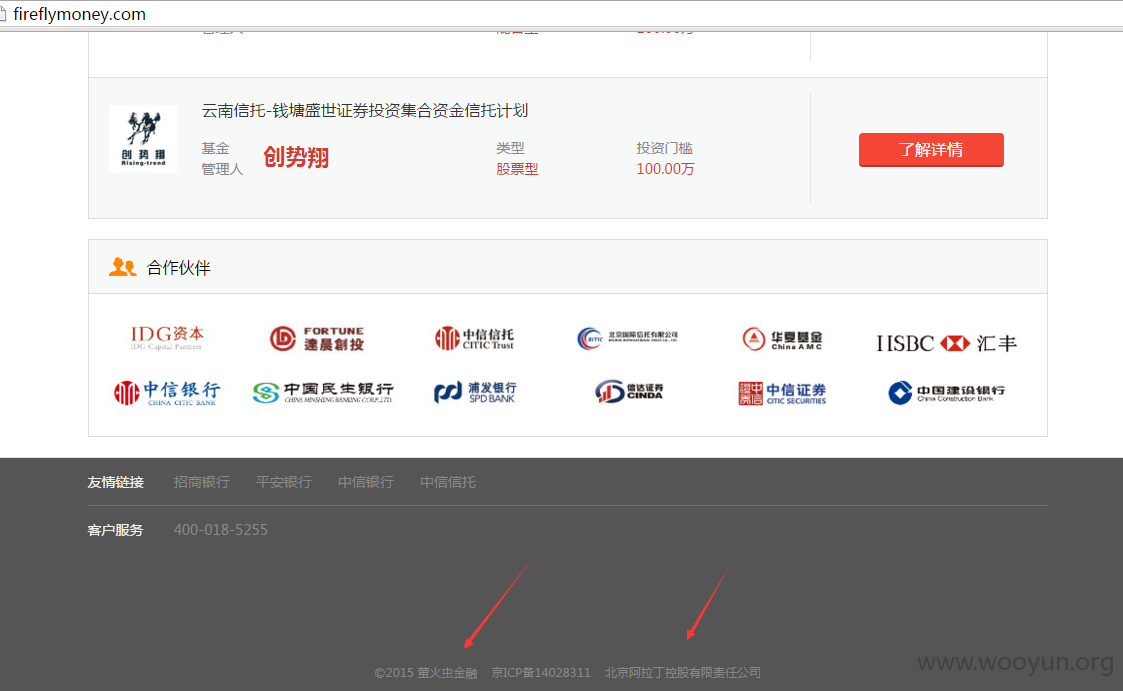 fireflymoney.com
云南信托-钱塘盛世证券投资集合资金信托计划
基金
管理人
创势翔
类型
股票型
投资门槛
100.00万
了解详情
创势翔
Rising-trend
合作伙伴
IDG资本
IDG Capital Partners
FORTUNE
達晨創投
中信信托
CITIC Trust
BITIC
北京国际信托有限公司
华夏基金
China AMC
HSBC 汇丰
中信银行
CHINA CITIC BANK
中国民生银行
CHINA MINSHENG BANKING CORP.,LTD.
浦发银行
SPD BANK
信达证券
CINDA
中信證券
中信证券
CITIC SECURITIES
中国建设银行
China Construction Bank
友情链接 招商银行 平安银行 中信银行 中信信托
客户服务 400-018-5255
©2015 萤火虫金融 京ICP备14028311 北京阿拉丁控股有限责任公司
www.wooyun.org